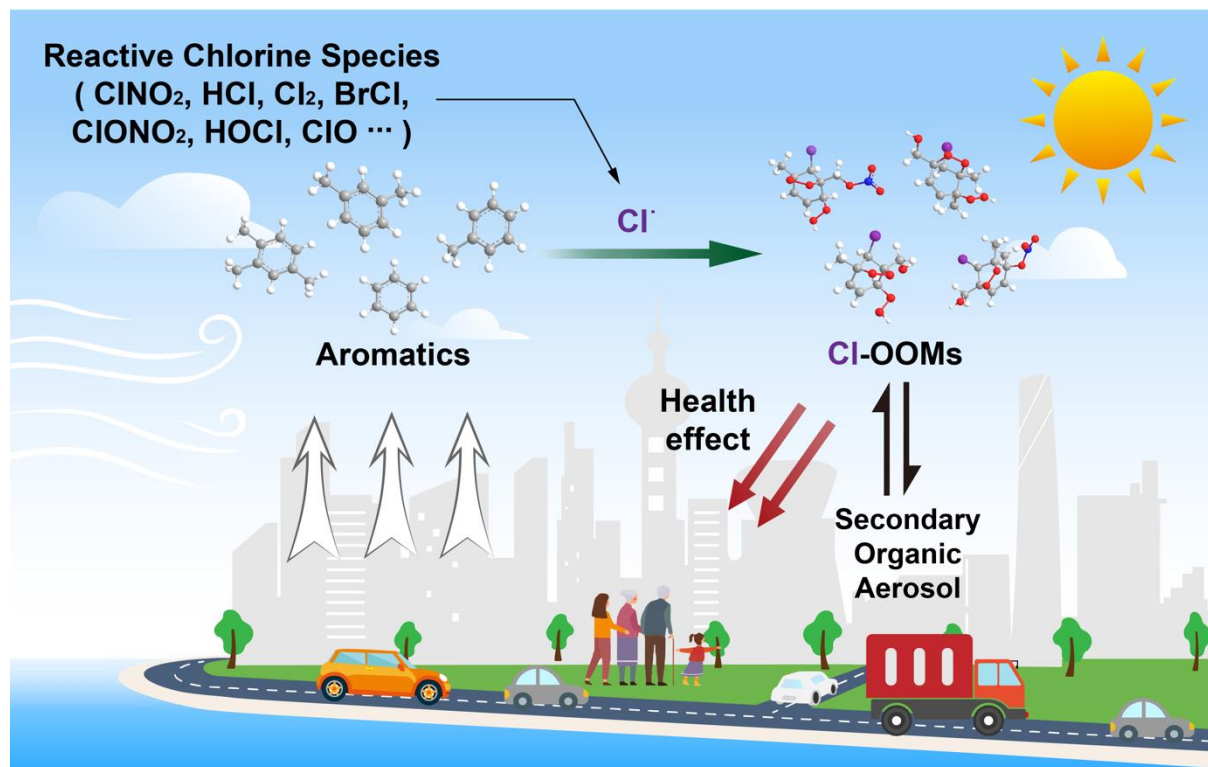 Reactive Chlorine Species
( ClNO₂, HCl, Cl₂, BrCl,
ClONO₂, HOCl, ClO ··· )
Cl·
Aromatics
Cl-OOMs
Health
effect
Secondary
Organic
Aerosol